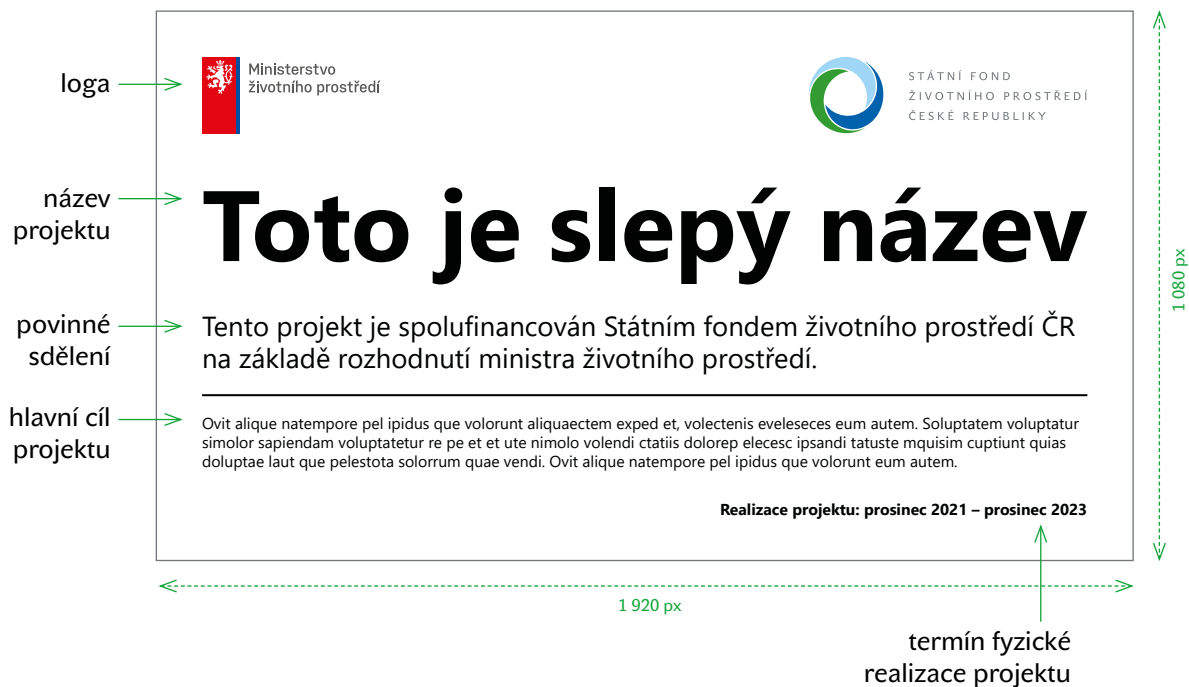 loga
Ministerstvo
životního prostředí
STÁTNÍ FOND
ŽIVOTNÍHO PROSTŘEDÍ
ČESKÉ REPUBLIKY
název
projektu
Toto je slepý název
povinné
sdělení
Tento projekt je spolufinancován Státním fondem životního prostředí ČR
na základě rozhodnutí ministra životního prostředí.
hlavní cíl
projektu
Ovit alique natempore pel ipidus que volorunt aliquaectem exped et, volectenis eveleseces eum autem. Soluptatem voluptatur
simolor sapiendam voluptatetur re pe et et ute nimolo volendi ctatiis dolorep elecesc ipsandi tatuste mquisim cuptiunt quias
doluptae laut que pelestota solorrum quae vendi. Ovit alique natempore pel ipidus que volorunt eum autem.
Realizace projektu: prosinec 2021 – prosinec 2023
1 080 px
1 920 px
termín fyzické
realizace projektu